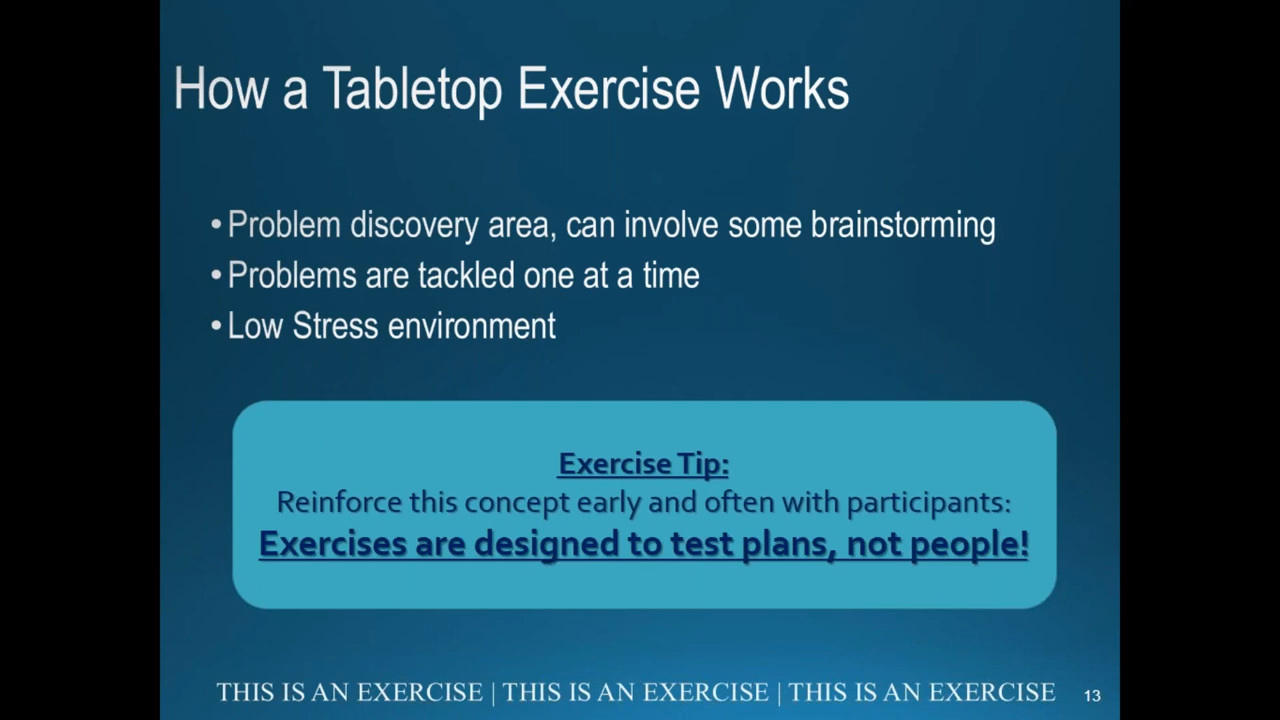 How a Tabletop Exercise Works
•Problem discovery area, can involve some brainstorming
•Problems are tackled one at a time
•Low Stress environment
Exercise Tip:
Reinforce this concept early and often with participants:
Exercises are designed to test plans, not people!
THIS IS AN EXERCISE | THIS IS AN EXERCISE | THIS IS AN EXERCISE
13